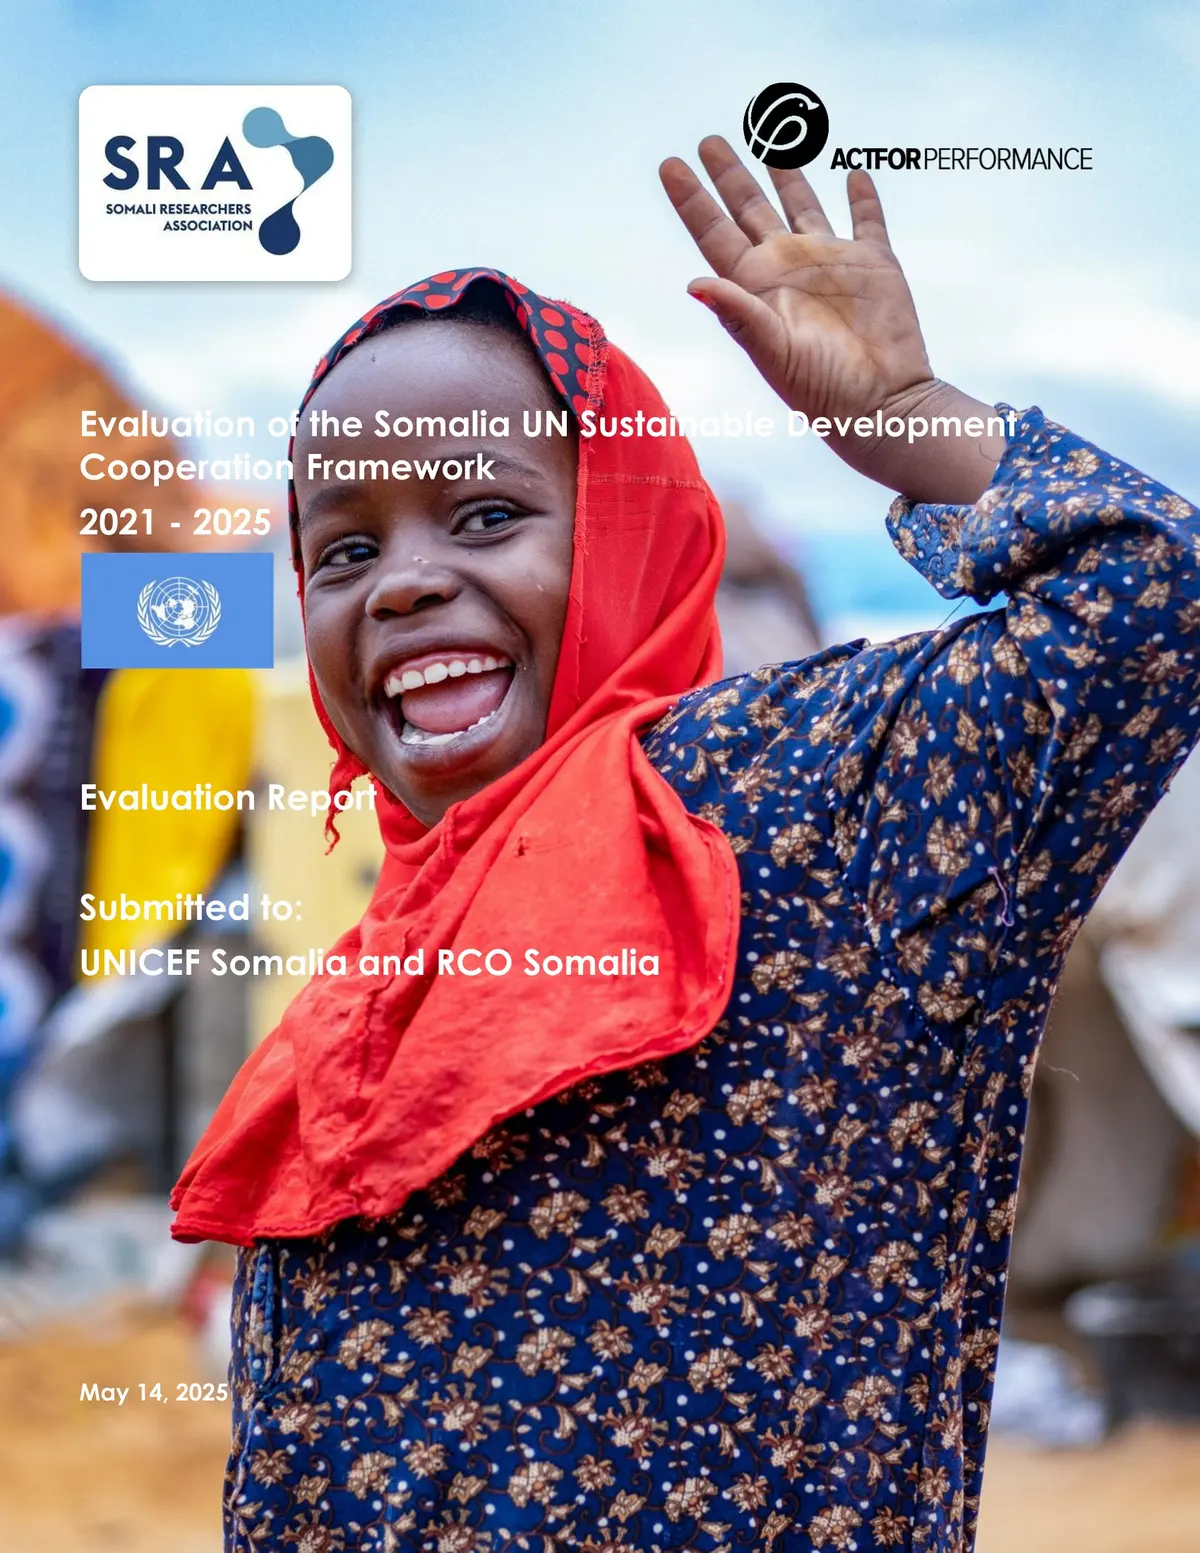 SRA
SOMALI RESEARCHERS
ASSOCIATION
ACTFORPERFORMANCE
Evaluation of the Somalia UN Sustainable Development
Cooperation Framework
2021 - 2025
Evaluation Report
Submitted to:
UNICEF Somalia and RCO Somalia
May 14, 2025